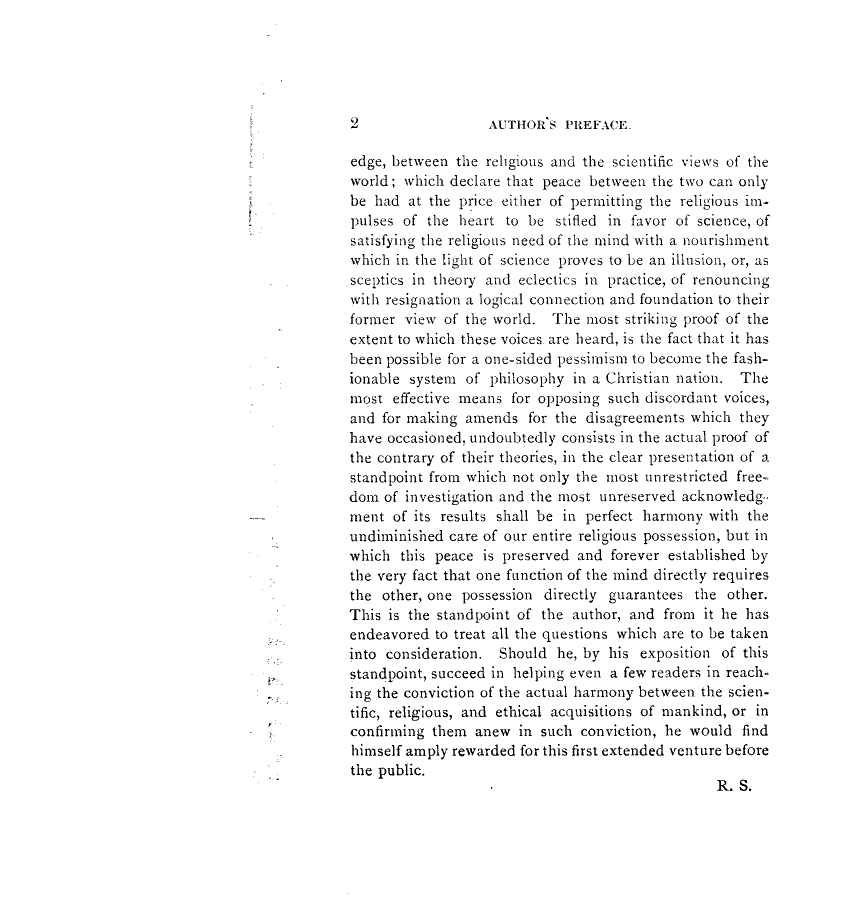 2 AUTHOR'S PREFACE.
edge, between the religious and the scientific views of the
world; which declare that peace between the two can only
be had at the price either of permitting the religious im-
pulses of the heart to be stifled in favor of science, of
satisfying the religious need of the mind with a nourishment
which in the light of science proves to be an illusion, or, as
sceptics in theory and eclectics in practice, of renouncing
with resignation a logical connection and foundation to their
former view of the world. The most striking proof of the
extent to which these voices are heard, is the fact that it has
been possible for a one-sided pessimism to become the fash-
ionable system of philosophy in a Christian nation. The
most effective means for opposing such discordant voices,
and for making amends for the disagreements which they
have occasioned, undoubtedly consists in the actual proof of
the contrary of their theories, in the clear presentation of a
standpoint from which not only the most unrestricted free-
dom of investigation and the most unreserved acknowledg-
ment of its results shall be in perfect harmony with the
undiminished care of our entire religious possession, but in
which this peace is preserved and forever established by
the very fact that one function of the mind directly requires
the other, one possession directly guarantees the other.
This is the standpoint of the author, and from it he has
endeavored to treat all the questions which are to be taken
into consideration. Should he, by his exposition of this
standpoint, succeed in helping even a few readers in reach-
ing the conviction of the actual harmony between the scien-
tific, religious, and ethical acquisitions of mankind, or in
confirming them anew in such conviction, he would find
himself amply rewarded for this first extended venture before
the public.
R. S.